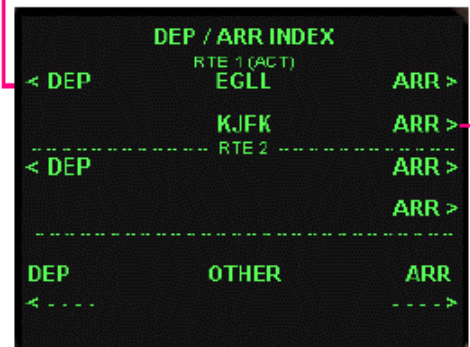 DEP / ARR INDEX
RTE 1 (ACT)
< DEP EGLL ARR >
KJFK ARR >
RTE 2
< DEP ARR >
ARR >
DEP OTHER ARR
< - - - - - - - - >